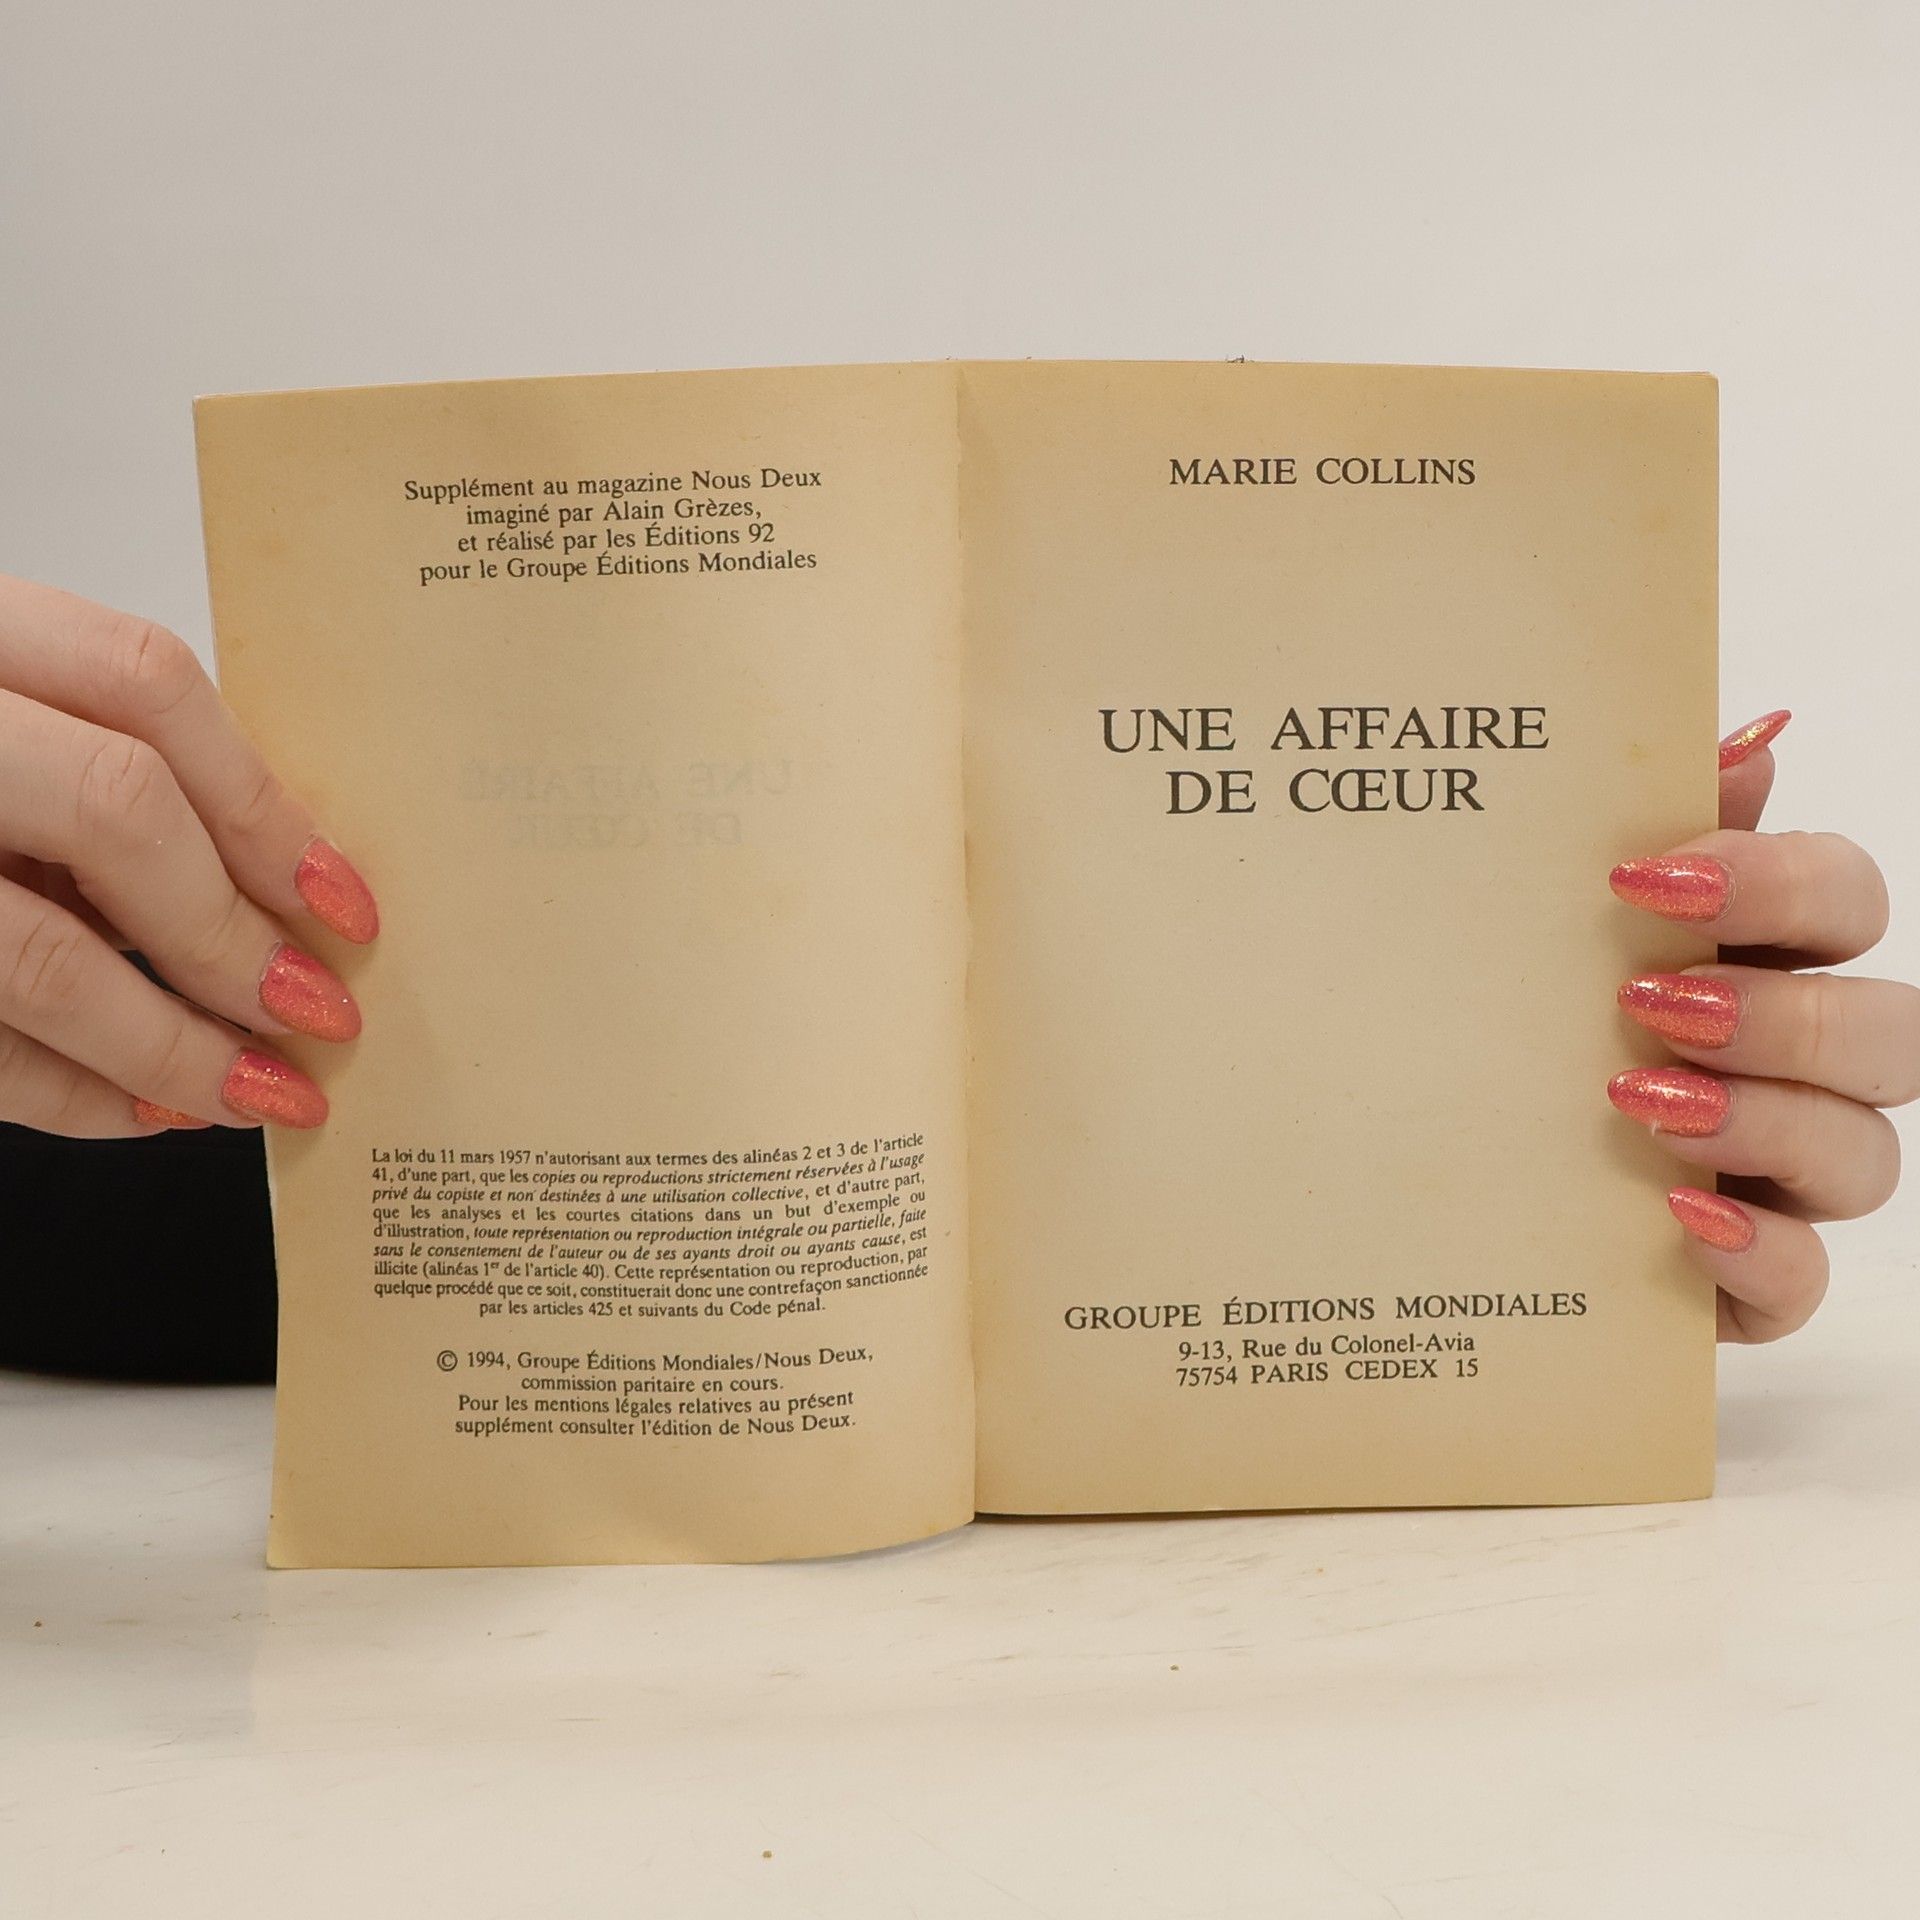 Supplément au magazine Nous Deux
imaginé par Alain Grèzes,
et réalisé par les Éditions 92
pour le Groupe Éditions Mondiales
La loi du 11 mars 1957 n'autorisant aux termes des alinéas 2 et 3 de l'article
41, d'une part, que les copies ou reproductions strictement réservées à l'usage
privé du copiste et non destinées à une utilisation collective, et d'autre part,
que les analyses et les courtes citations dans un but d'exemple ou
d'illustration, toute représentation ou reproduction intégrale ou partielle, faite
sans le consentement de l'auteur ou de ses ayants droit ou ayants cause, est
illicite (alinéas 1er de l'article 40). Cette représentation ou reproduction, par
quelque procédé que ce soit, constituerait donc une contrefaçon sanctionnée
par les articles 425 et suivants du Code pénal.
© 1994, Groupe Éditions Mondiales/Nous Deux,
commission paritaire en cours.
Pour les mentions légales relatives au présent
supplément consulter l'édition de Nous Deux.
MARIE COLLINS
UNE AFFAIRE
DE CŒUR
GROUPE ÉDITIONS MONDIALES
9-13, Rue du Colonel-Avia
75754 PARIS CEDEX 15